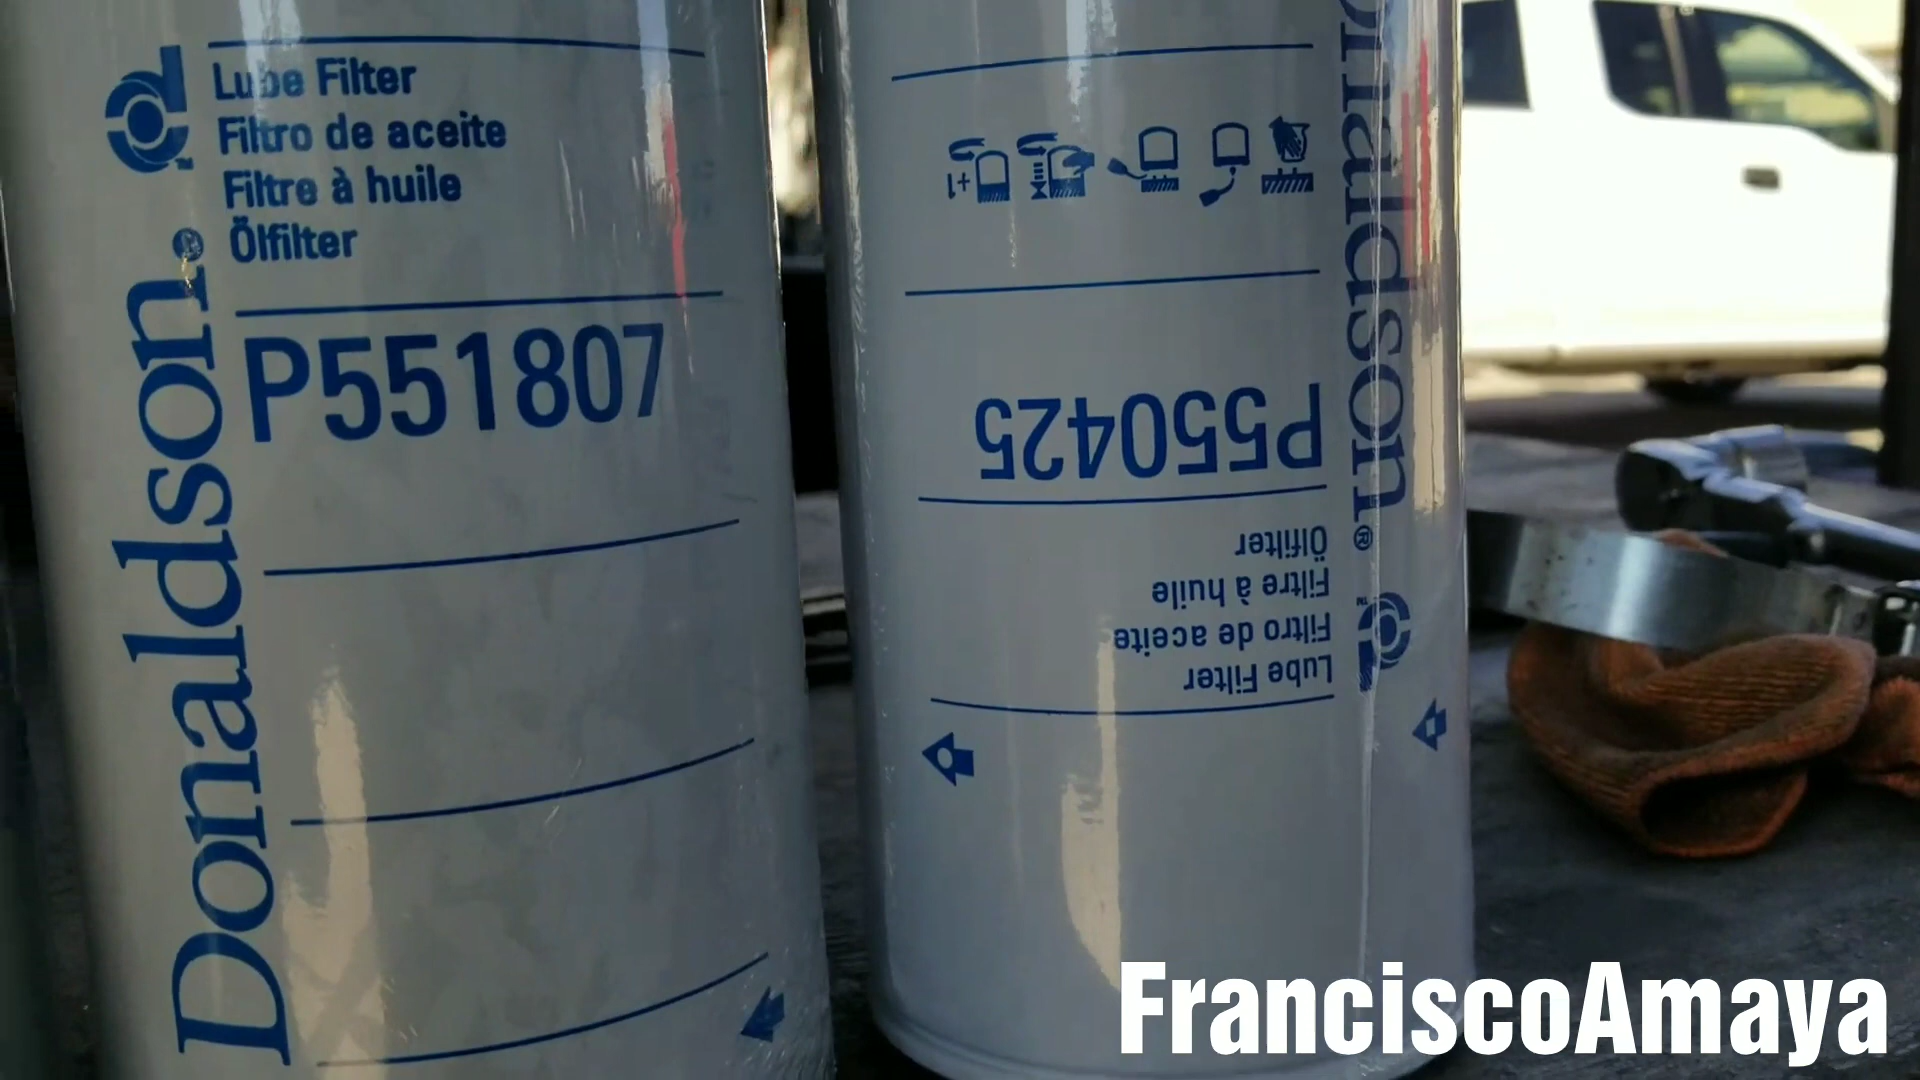 Donaldson®
Lube Filter
Filtro de aceite
Filtre à huile
Ölfilter
P551807
Donaldson®
Lube Filter
Filtro de aceite
Filtre à huile
Ölfilter
P550425
+1
FranciscoAmaya